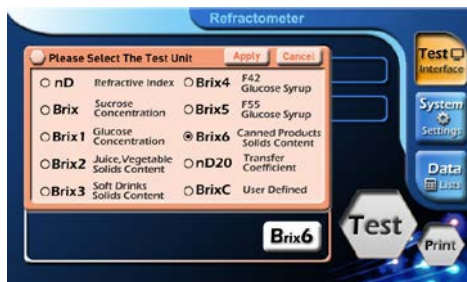 Refractometer
Please Select The Test Unit Apply Cancel
nD Refractive Index
Brix Sucrose Concentration
Brix1 Glucose Concentration
Brix2 Juice,Vegetable Solids Content
Brix3 Soft Drinks Solids Content
Brix4 F42 Glucose Syrup
Brix5 F55 Glucose Syrup
Brix6 Canned Products Solids Content
nD20 Transfer Coefficient
BrixC User Defined
Brix6
Test
Interface
System
Settings
Data
Lists
Test
Print